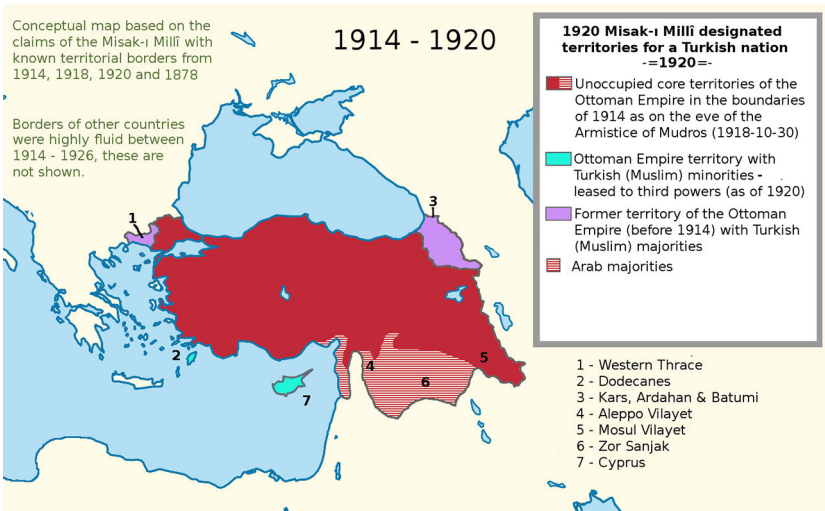 Conceptual map based on the
claims of the Misak-ı Millî with
known territorial borders from
1914, 1918, 1920 and 1878
Borders of other countries
were highly fluid between
1914 - 1926, these are
not shown.
1914 - 1920
1920 Misak-ı Millî designated
territories for a Turkish nation
-=1920=-
Unoccupied core territories of the
Ottoman Empire in the boundaries
of 1914 as on the eve of the
Armistice of Mudros (1918-10-30)
Ottoman Empire territory with
Turkish (Muslim) minorities -
leased to third powers (as of 1920)
Former territory of the Ottoman
Empire (before 1914) with Turkish
(Muslim) majorities
Arab majorities
1
3
2
4
5
6
7
1 - Western Thrace
2 - Dodecanes
3 - Kars, Ardahan & Batumi
4 - Aleppo Vilayet
5 - Mosul Vilayet
6 - Zor Sanjak
7 - Cyprus